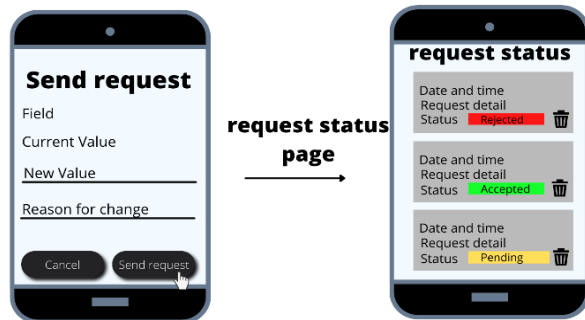 Send request
Field
Current Value
New Value
Reason for change
Cancel
Send request
request status
page
request status
Date and time
Request detail
Status Rejected
Date and time
Request detail
Status Accepted
Date and time
Request detail
Status Pending